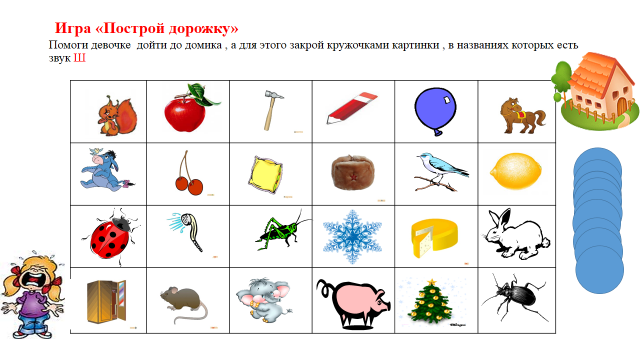 Игра «Построй дорожку»
Помоги девочке  дойти до домика , а для этого закрой кружочками картинки , в названиях которых есть
звук Ш